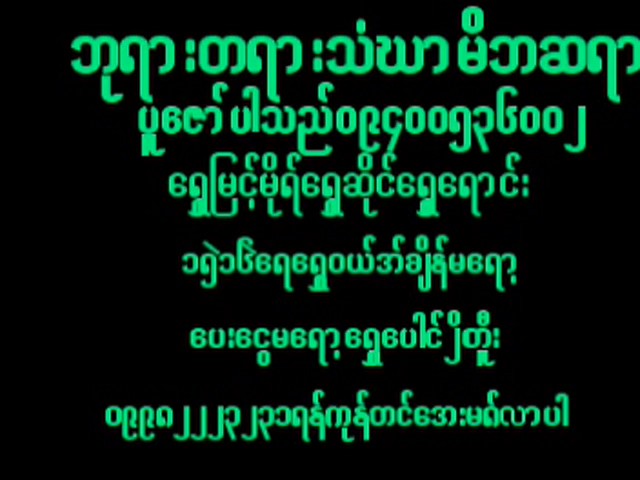 ဘုရား တရား သံဃာ မိဘဆရာ
ပူဇော်ပါသည်၀၉၄၀၀၅၃၆၀၀၂
ရွှေမြင့်မိုရ်ရွှေဆိုင်ရွှေရောင်း
၁၅ဲ၁၆ရေရွှေဝယ်အ်ချိန်မရော့
ပေးငွေမရော့ရွှေပေါင်ဦတီူး
၀၉၉၈၂၂၂၃၂၃၁ရန်ကုန်တင်အေးမင်္ဂလာပါ